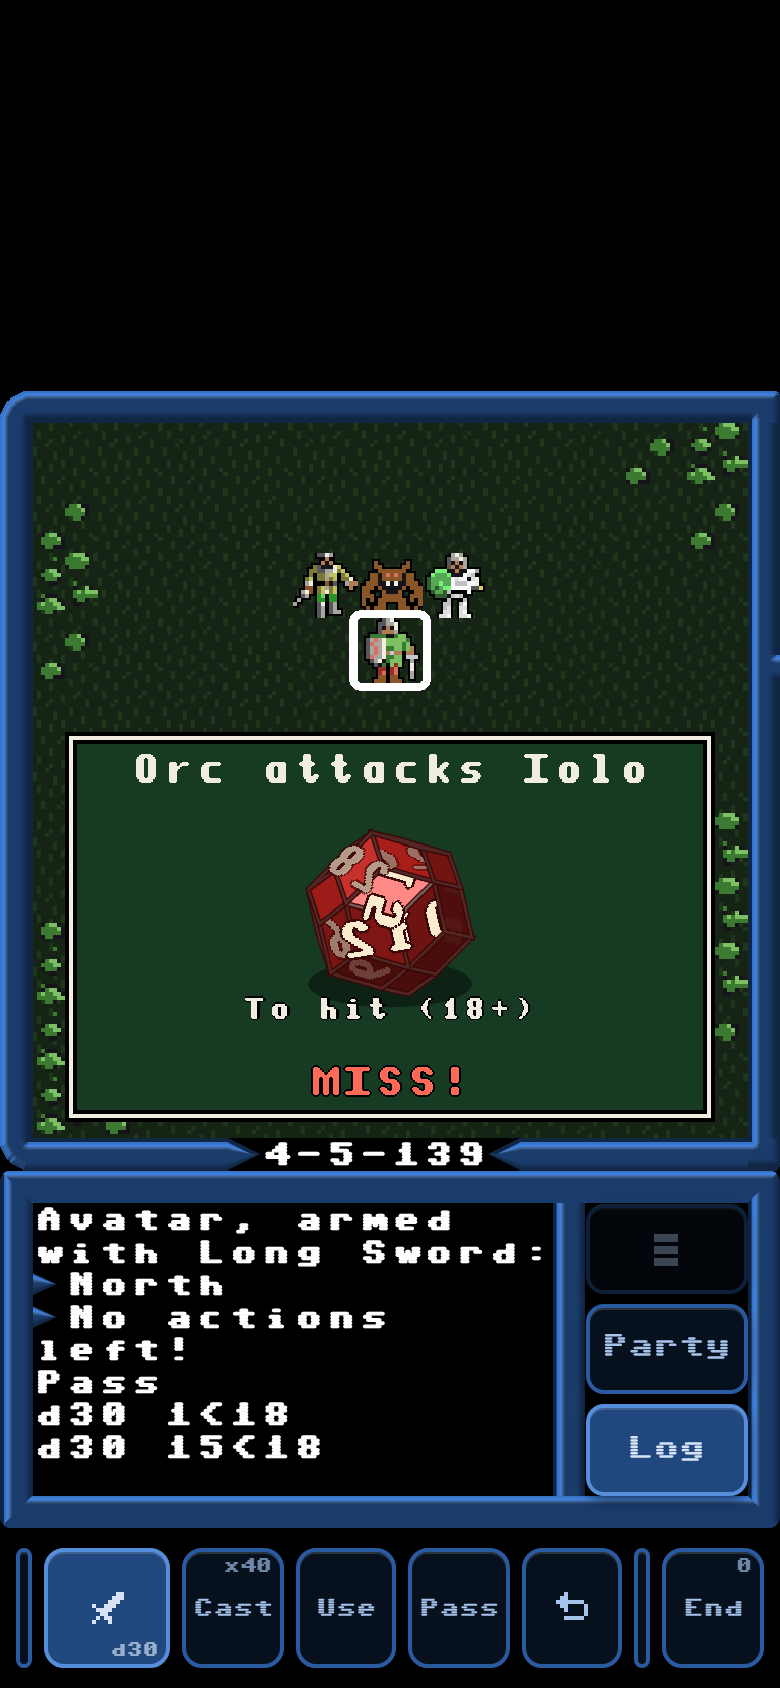 Orc attacks Iolo
To hit (18+)
MISS!
4-5-139
Avatar, armed
with Long Sword:
North
No actions
left!
Pass
d30 1<18
d30 15<18
Party
Log
d30
x40
Cast
Use
Pass
0
End